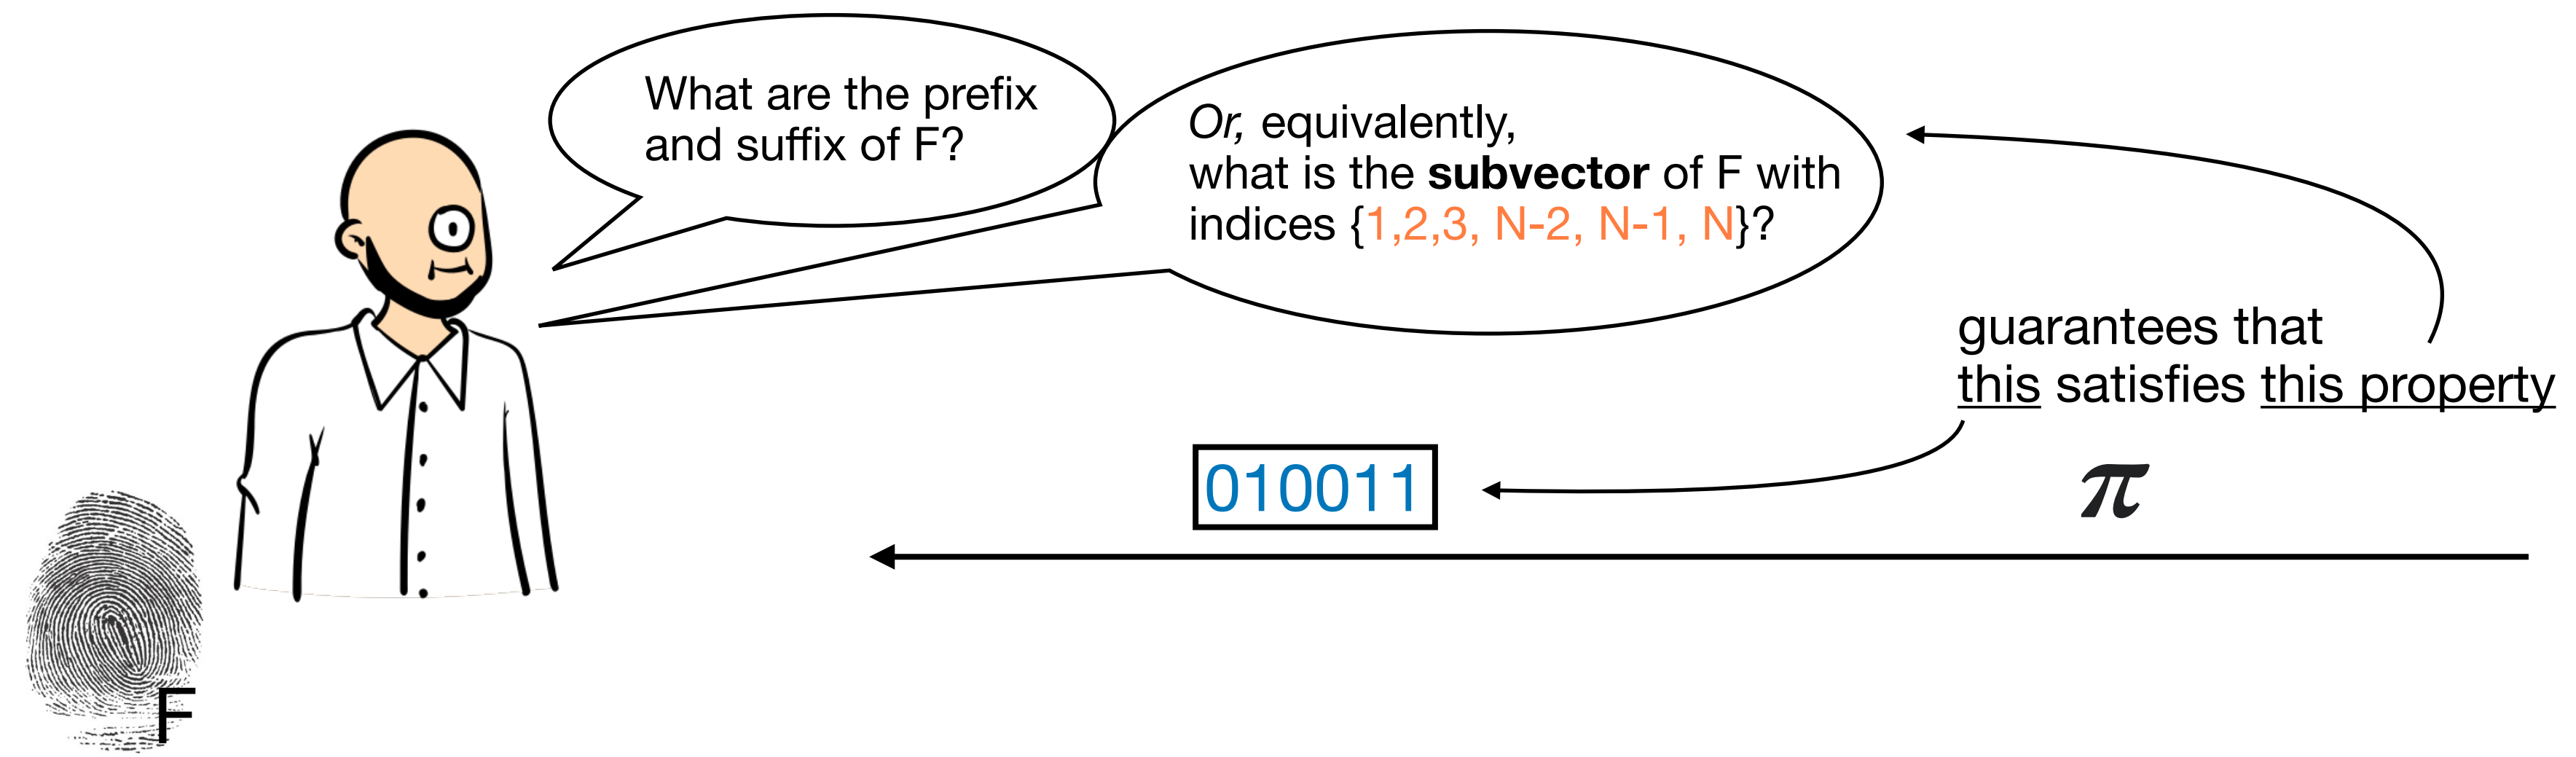 What are the prefix
and suffix of F?
Or, equivalently,
what is the subvector of F with
indices {1,2,3, N-2, N-1, N}?
guarantees that
this satisfies this property
010011
π
F